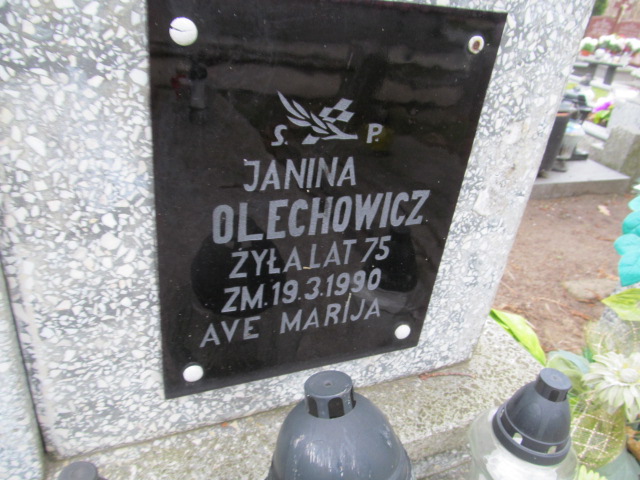 S. P.
JANINA
OLECHOWICZ
ŻYŁA LAT 75
ZM. 19.3.1990
AVE MARIJA